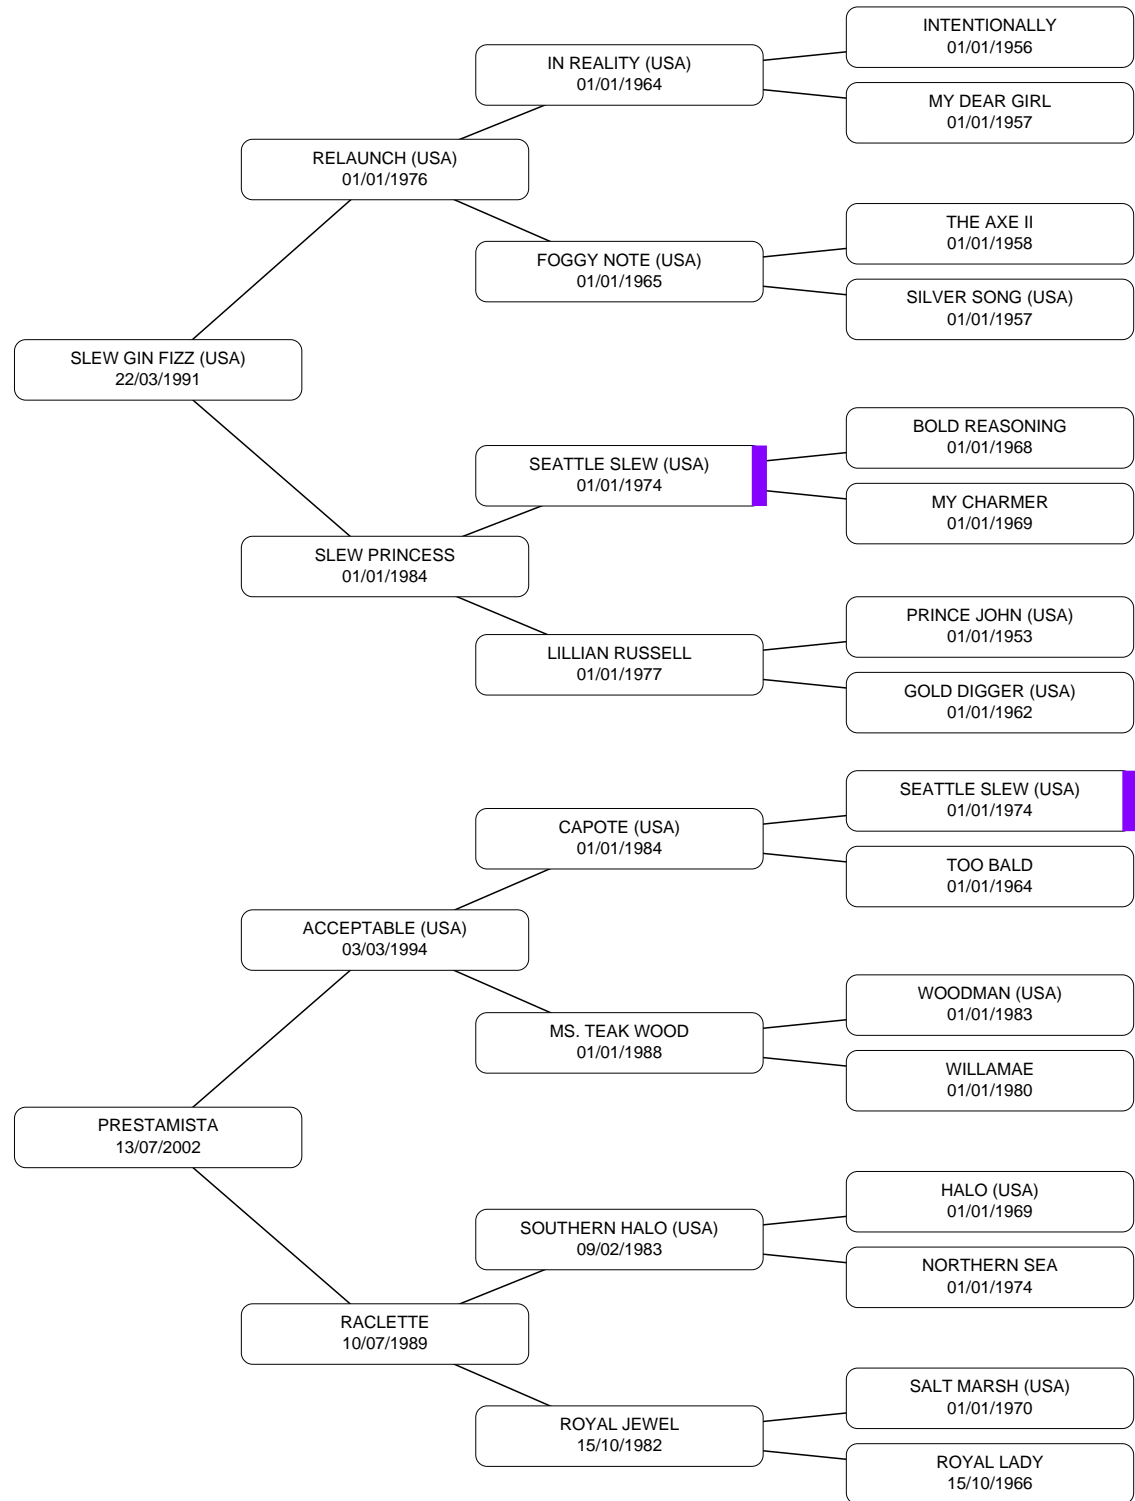 INTENTIONALLY
01/01/1956
IN REALITY (USA)
01/01/1964
MY DEAR GIRL
01/01/1957
RELAUNCH (USA)
01/01/1976
THE AXE II
01/01/1958
FOGGY NOTE (USA)
01/01/1965
SILVER SONG (USA)
01/01/1957
SLEW GIN FIZZ (USA)
22/03/1991
BOLD REASONING
01/01/1968
SEATTLE SLEW (USA)
01/01/1974
MY CHARMER
01/01/1969
SLEW PRINCESS
01/01/1984
PRINCE JOHN (USA)
01/01/1953
LILLIAN RUSSELL
01/01/1977
GOLD DIGGER (USA)
01/01/1962
SEATTLE SLEW (USA)
01/01/1974
CAPOTE (USA)
01/01/1984
TOO BALD
01/01/1964
ACCEPTABLE (USA)
03/03/1994
WOODMAN (USA)
01/01/1983
MS. TEAK WOOD
01/01/1988
WILLAMAE
01/01/1980
PRESTAMISTA
13/07/2002
HALO (USA)
01/01/1969
SOUTHERN HALO (USA)
09/02/1983
NORTHERN SEA
01/01/1974
RACLETTE
10/07/1989
SALT MARSH (USA)
01/01/1970
ROYAL JEWEL
15/10/1982
ROYAL LADY
15/10/1966